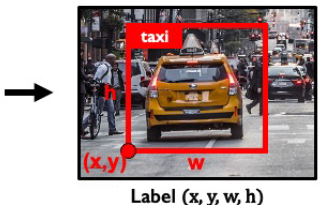 taxi
h
(x,y)
w
Label (x, y, w, h)